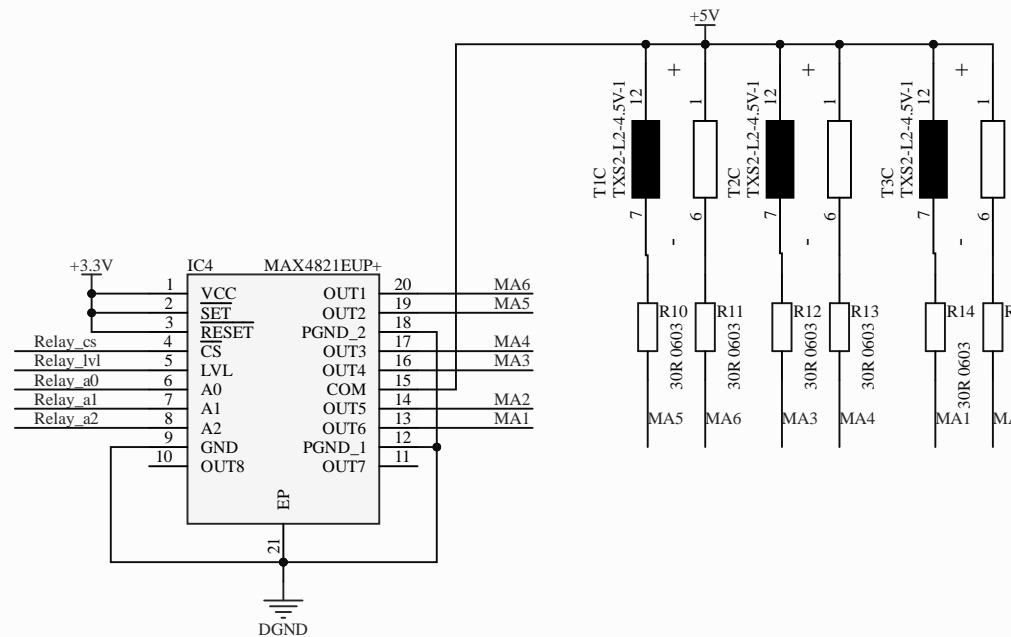 +5V
+
+
+
12
1
12
1
12
1
T1C
TXS2-L2-4.5V-1
T2C
TXS2-L2-4.5V-1
T3C
TXS2-L2-4.5V-1
7
6
7
6
7
6
-
-
-
+3.3V
IC4
MAX4821EUP+
1
VCC
OUT1
20
MA6
2
SET
OUT2
19
MA5
3
RESET
PGND_2
18
Relay_cs
4
CS
OUT3
17
MA4
Relay_lvl
5
LVL
OUT4
16
MA3
Relay_a0
6
A0
COM
15
Relay_a1
7
A1
OUT5
14
MA2
Relay_a2
8
A2
OUT6
13
MA1
9
GND
PGND_1
12
10
OUT8
OUT7
11
EP
21
DGND
R10
30R 0603
R11
30R 0603
R12
30R 0603
R13
30R 0603
R14
30R 0603
MA5
MA6
MA3
MA4
MA1